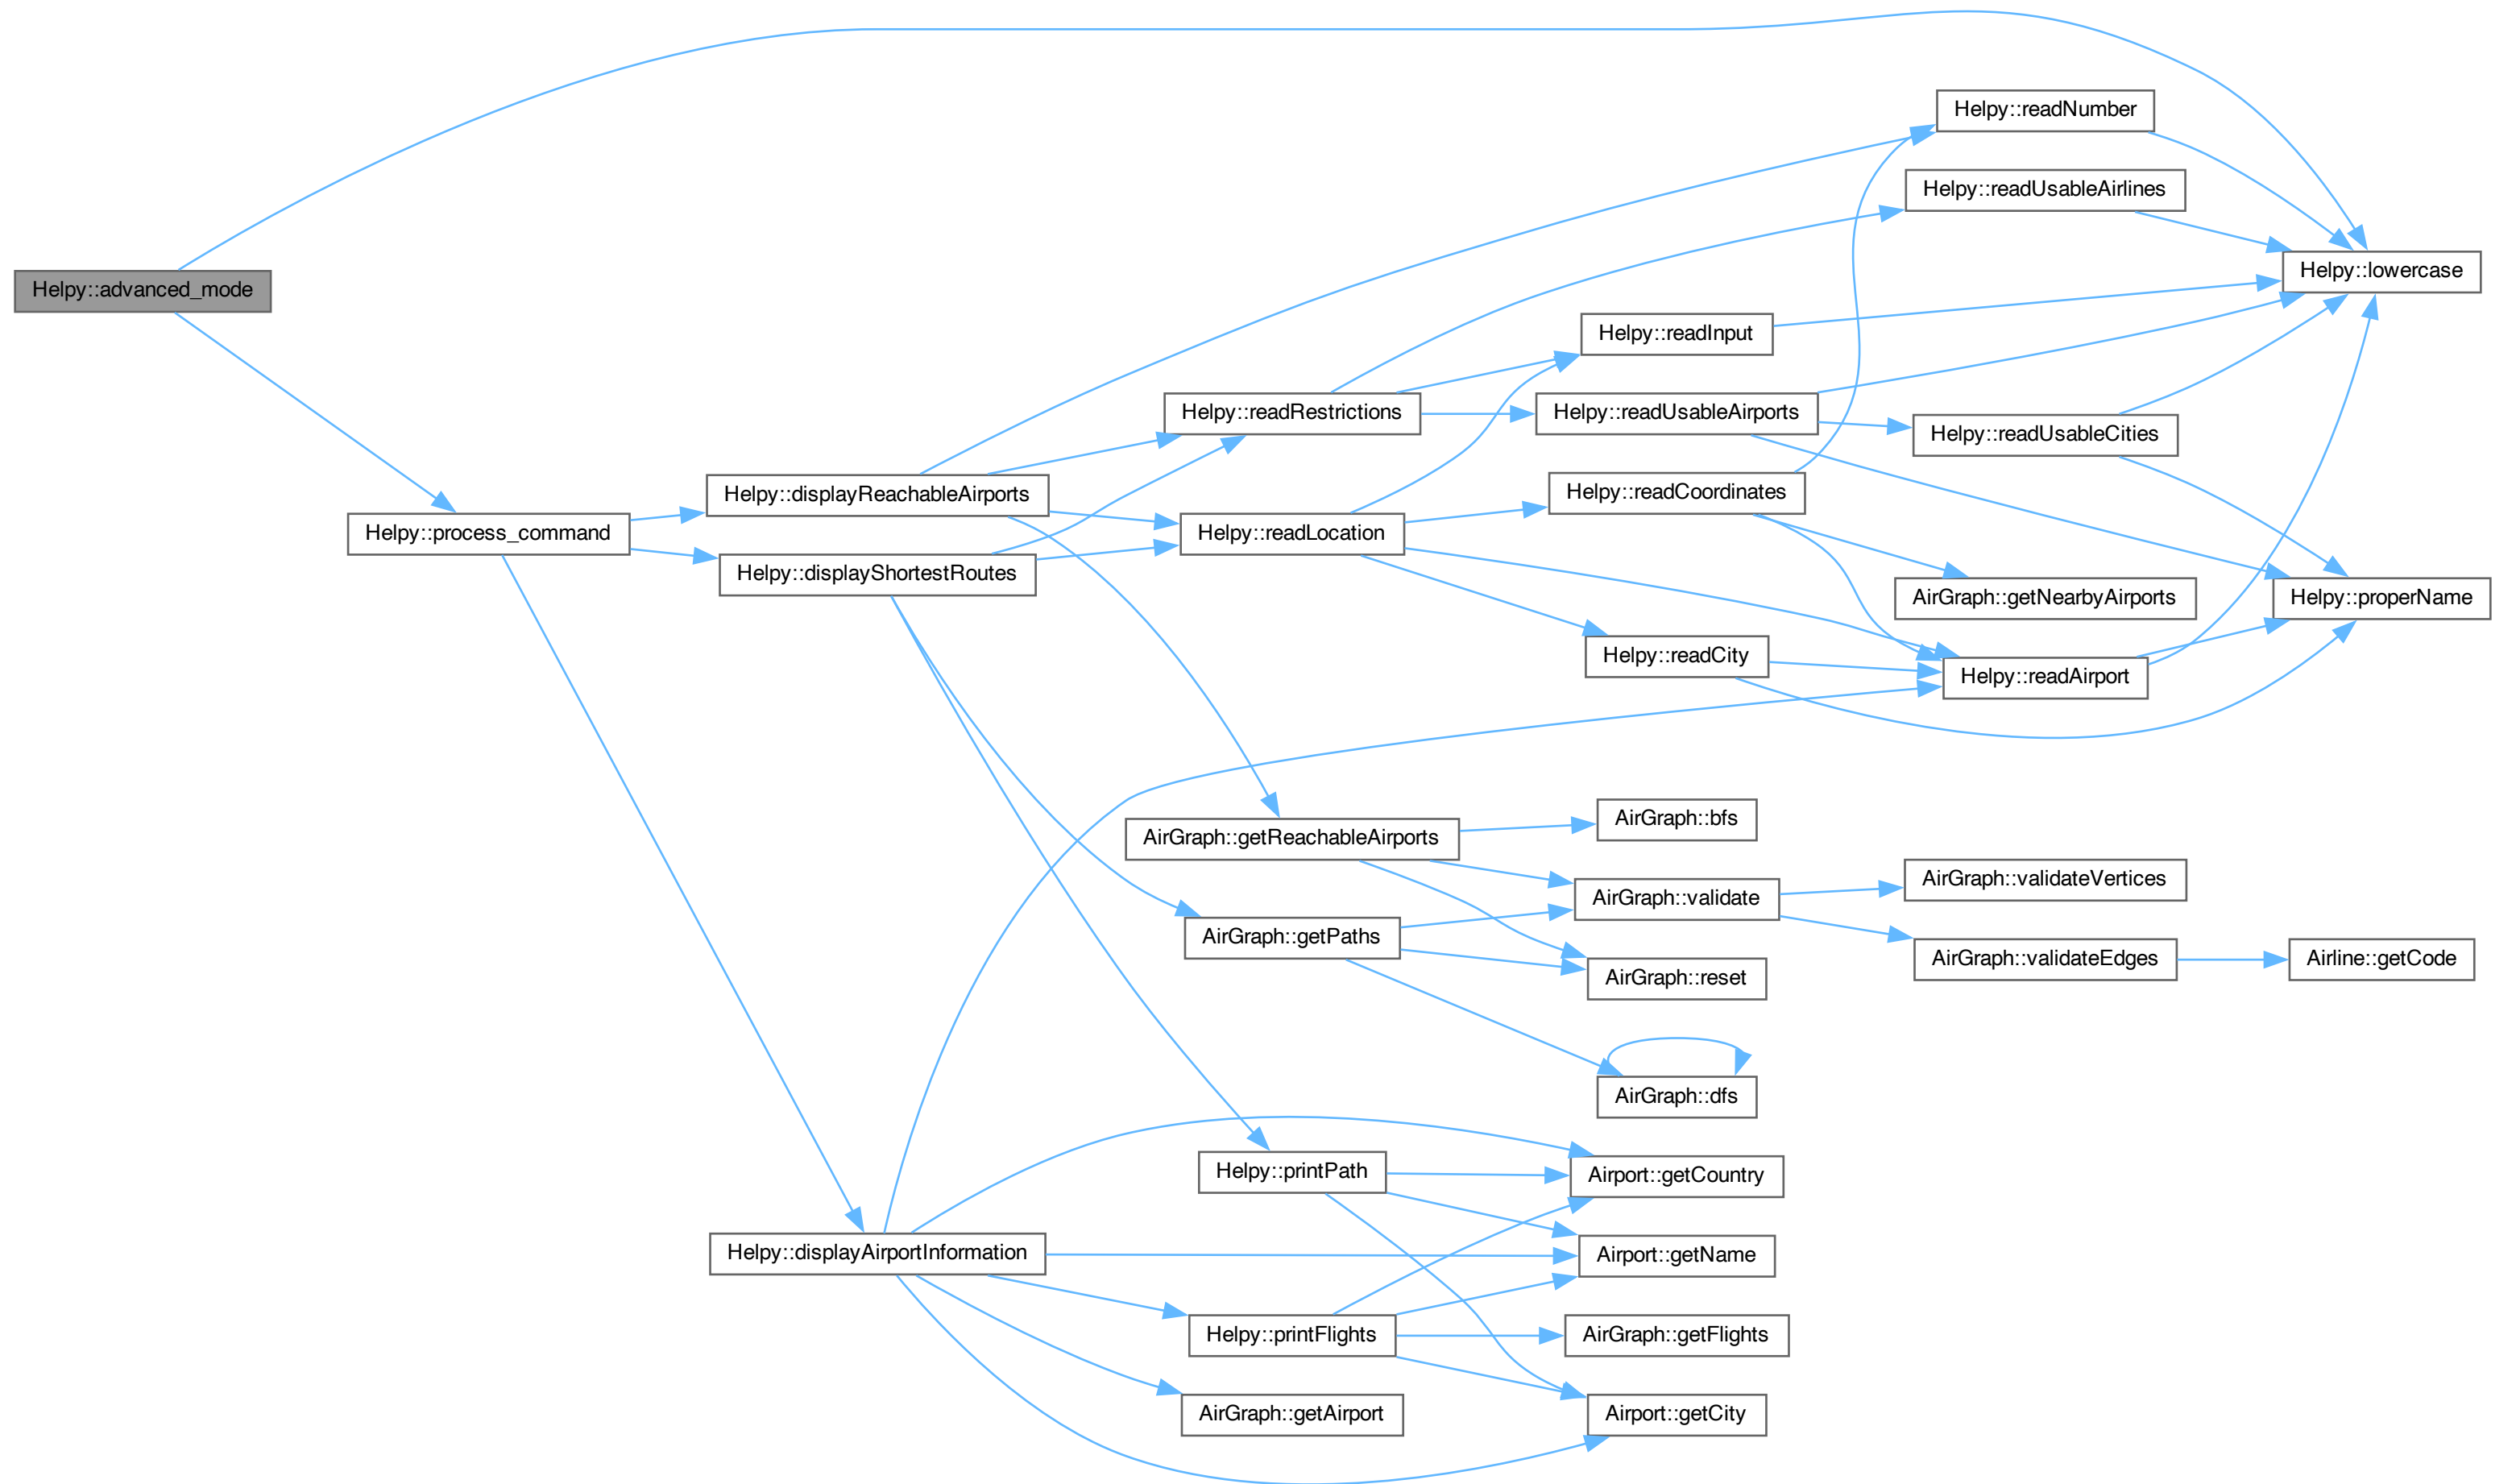 Helpy::advanced_mode
Helpy::process_command
Helpy::displayReachableAirports
Helpy::displayShortestRoutes
Helpy::displayAirportInformation
Helpy::readRestrictions
Helpy::readLocation
AirGraph::getReachableAirports
AirGraph::getPaths
Helpy::printPath
Helpy::printFlights
AirGraph::getAirport
Helpy::readInput
Helpy::readUsableAirports
Helpy::readCoordinates
Helpy::readCity
AirGraph::bfs
AirGraph::validate
AirGraph::reset
AirGraph::dfs
Airport::getCountry
Airport::getName
AirGraph::getFlights
Airport::getCity
Helpy::readNumber
Helpy::readUsableAirlines
Helpy::readUsableCities
AirGraph::getNearbyAirports
Helpy::readAirport
AirGraph::validateVertices
AirGraph::validateEdges
Helpy::lowercase
Helpy::properName
Airline::getCode